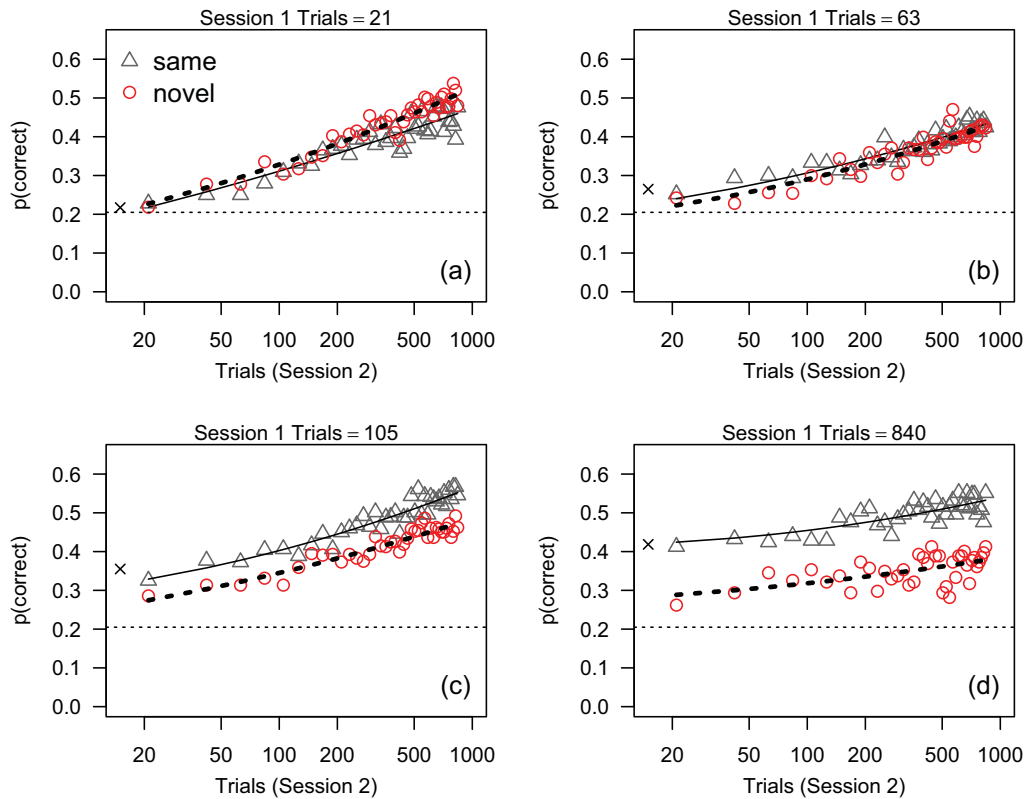 Session 1 Trials = 21
p(correct)
0.6
0.5
0.4
0.3
0.2
0.1
0.0
same
novel
(a)
20 50 100 200 500 1000
Trials (Session 2)
Session 1 Trials = 63
p(correct)
0.6
0.5
0.4
0.3
0.2
0.1
0.0
(b)
20 50 100 200 500 1000
Trials (Session 2)
Session 1 Trials = 105
p(correct)
0.6
0.5
0.4
0.3
0.2
0.1
0.0
(c)
20 50 100 200 500 1000
Trials (Session 2)
Session 1 Trials = 840
p(correct)
0.6
0.5
0.4
0.3
0.2
0.1
0.0
(d)
20 50 100 200 500 1000
Trials (Session 2)